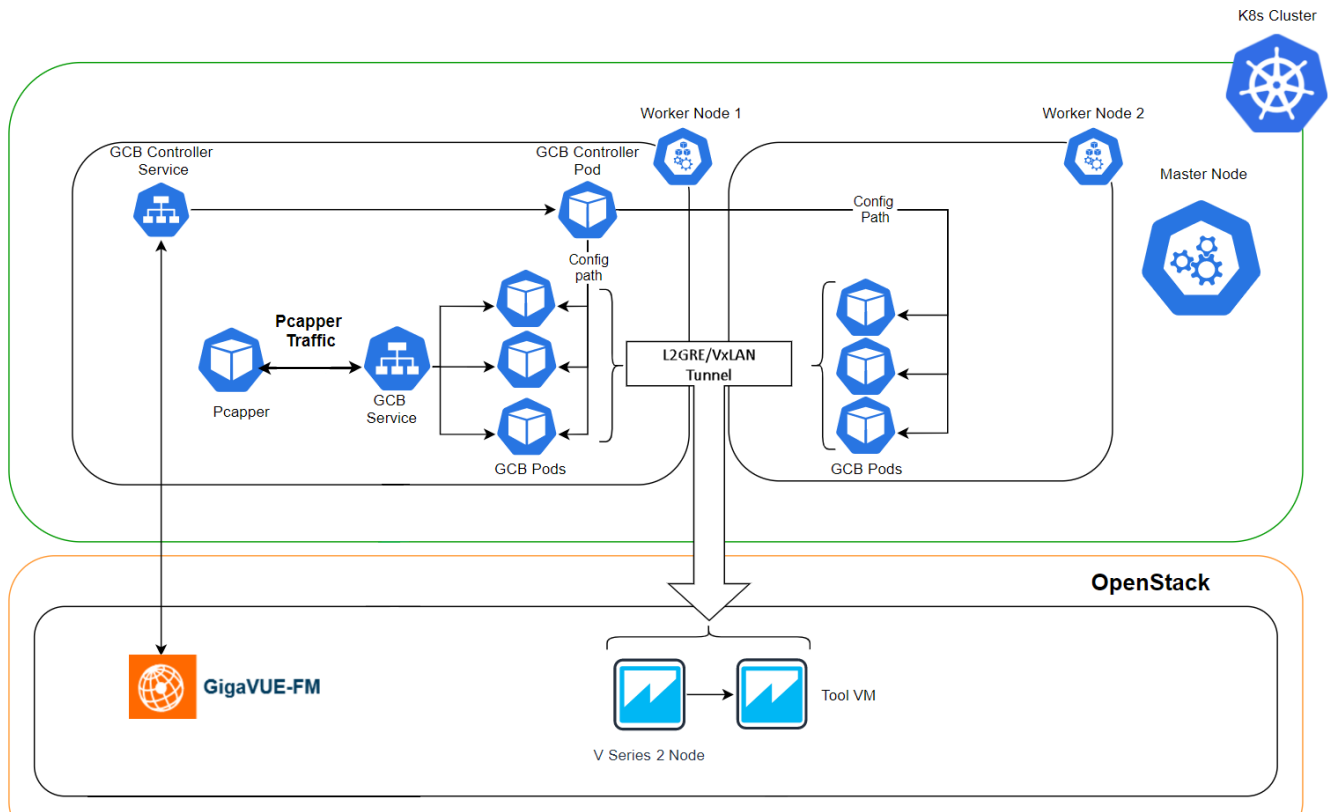 K8s Cluster
Worker Node 1
Worker Node 2
GCB Controller
Service
GCB Controller
Pod
Master Node
Config
Path
Config
path
Pcapper
Traffic
L2GRE/VxLAN
Tunnel
Pcapper
GCB
Service
GCB Pods
GCB Pods
OpenStack
GigaVUE-FM
Tool VM
V Series 2 Node